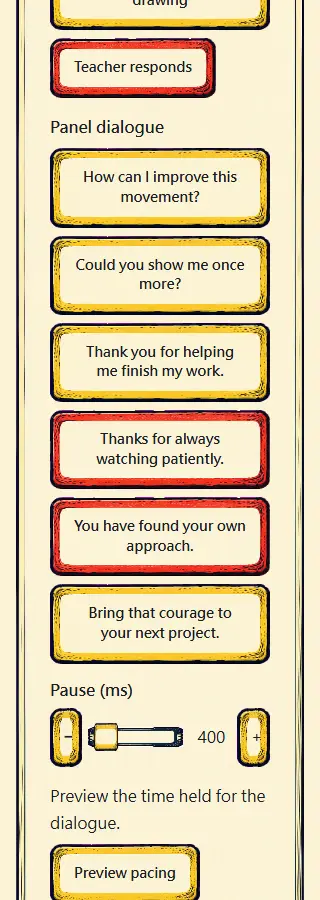 drawing
Teacher responds
Panel dialogue
How can I improve this
movement?
Could you show me once
more?
Thank you for helping
me finish my work.
Thanks for always
watching patiently.
You have found your own
approach.
Bring that courage to
your next project.
Pause (ms)
− 400 +
Preview the time held for the
dialogue.
Preview pacing